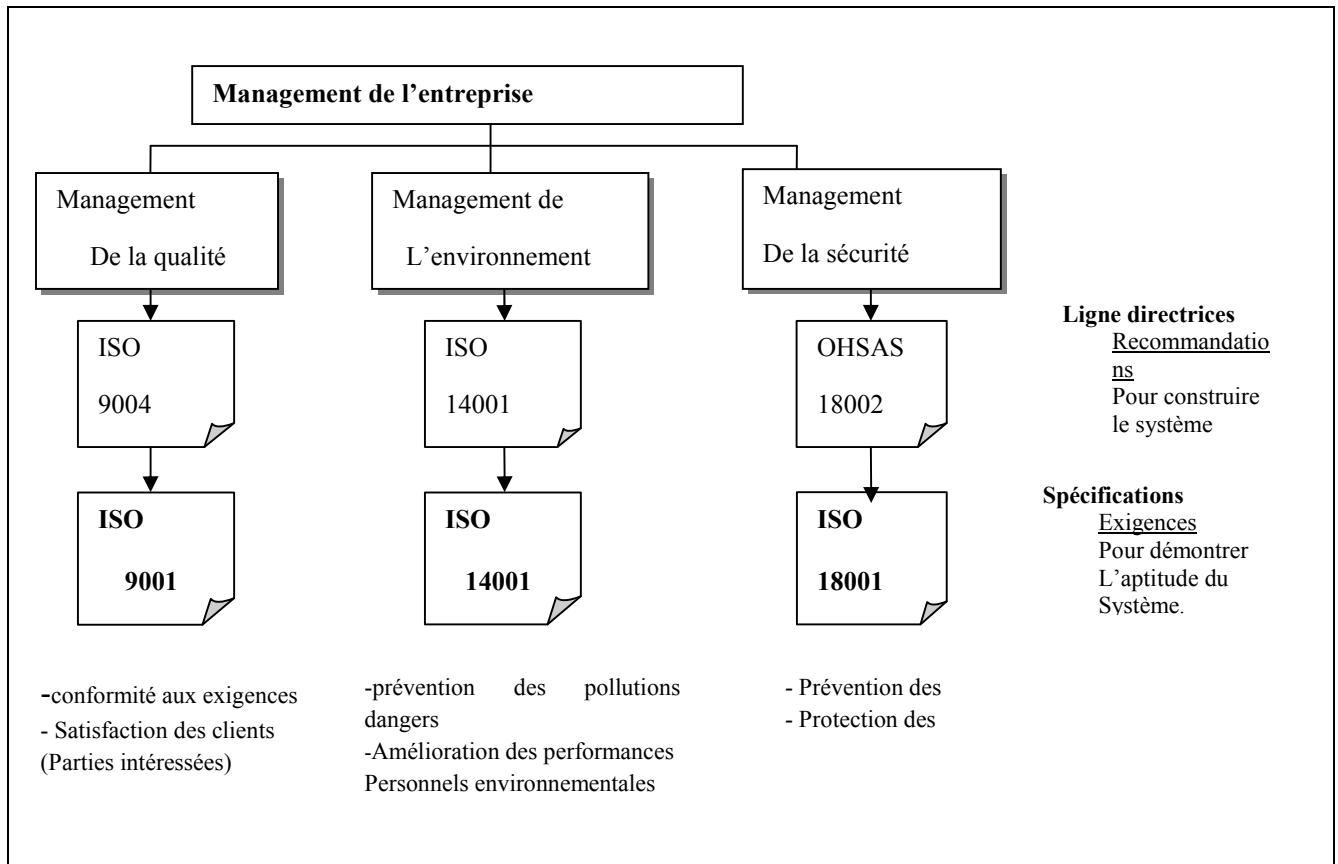 Management de l’entreprise
Management
De la qualité
Management de
L’environnement
Management
De la sécurité
ISO
9004
ISO
14001
OHSAS
18002
Ligne directrices
Recommandatio
ns
Pour construire
le système
ISO
9001
ISO
14001
ISO
18001
Spécifications
Exigences
Pour démontrer
L’aptitude du
Système.
-conformité aux exigences
- Satisfaction des clients
(Parties intéressées)
-prévention des pollutions
dangers
-Amélioration des performances
Personnels environnementales
- Prévention des
- Protection des